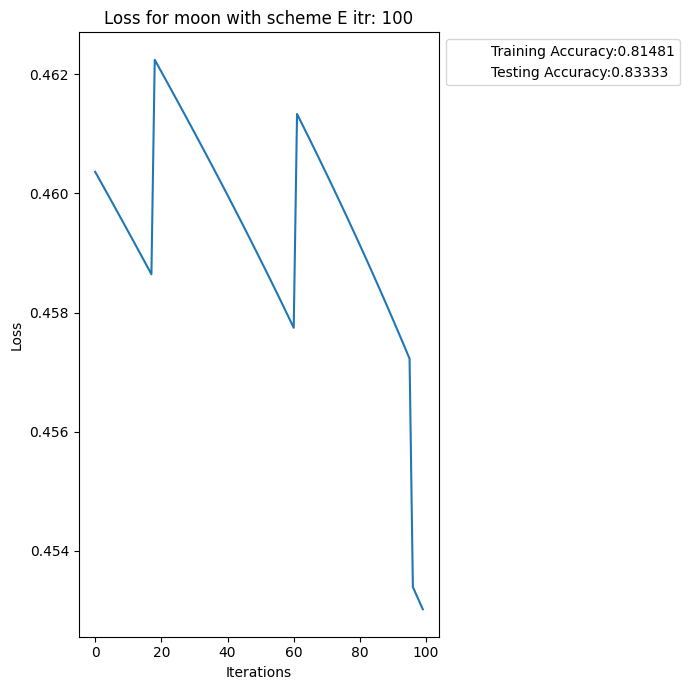 Loss for moon with scheme E itr: 100
Training Accuracy:0.81481
Testing Accuracy:0.83333
0.462
0.460
0.458
0.456
0.454
Loss
0 20 40 60 80 100
Iterations